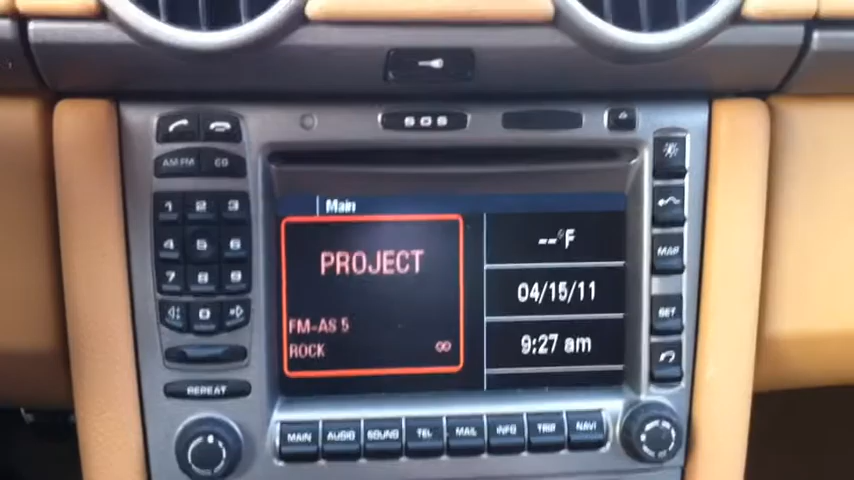 SOS
AM·FM CD
1 2 3
4 5 6
7 8 9
0
REPEAT
Main
PROJECT
FM-AS 5
ROCK
--°F
04/15/11
9:27 am
MAP
SET
MAIN AUDIO SOUND TEL MAIL INFO TRIP NAVI